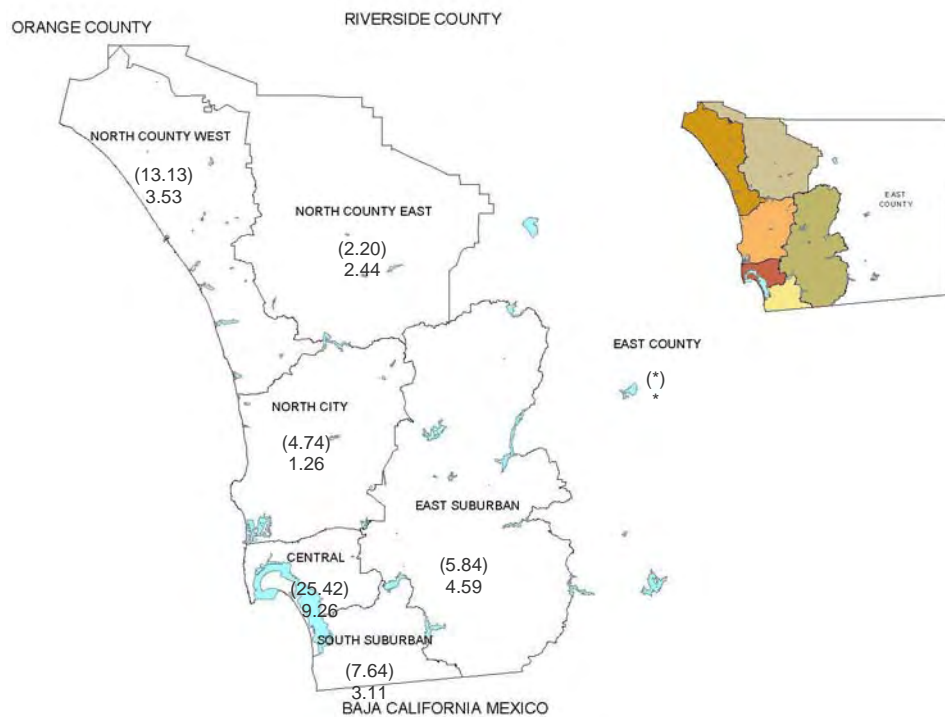 RIVERSIDE COUNTY
ORANGE COUNTY
NORTH COUNTY WEST
(13.13)
3.53
NORTH COUNTY EAST
(2.20)
2.44
EAST
COUNTY
EAST COUNTY
(*)
*
NORTH CITY
(4.74)
1.26
EAST SUBURBAN
(5.84)
4.59
CENTRAL
(25.42)
9.26
SOUTH SUBURBAN
(7.64)
3.11
BAJA CALIFORNIA MEXICO